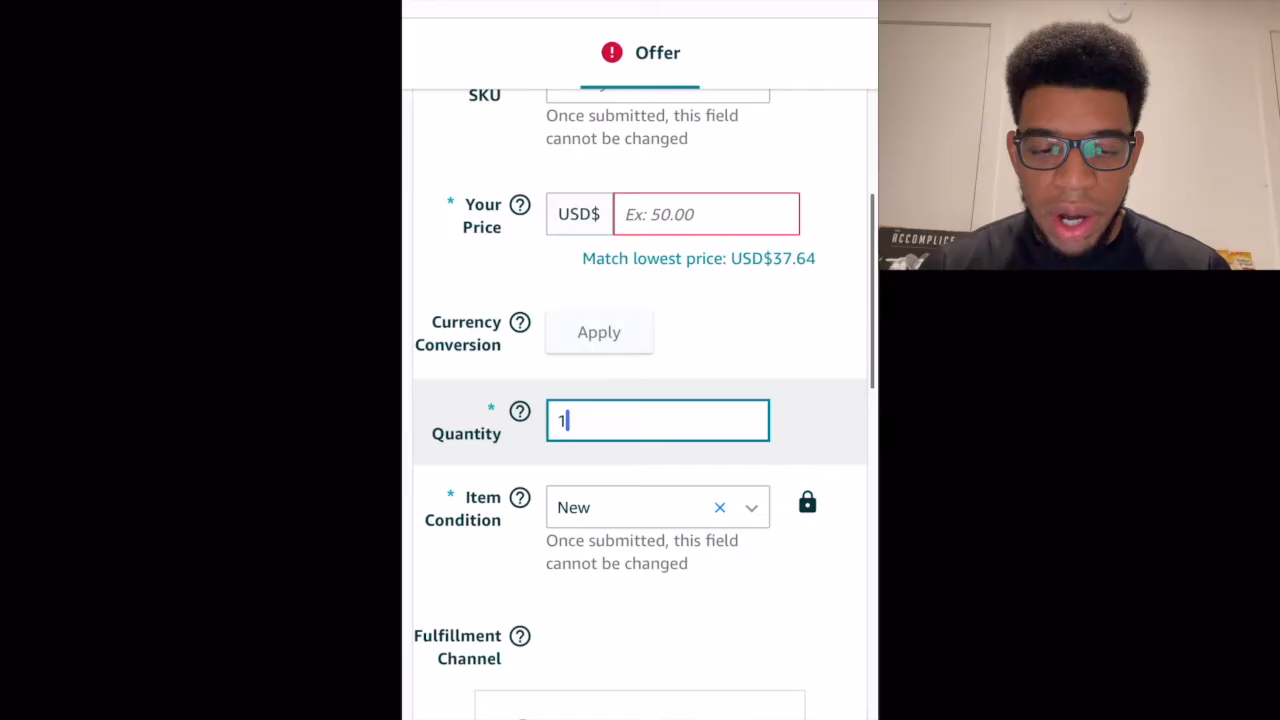 Offer
SKU
Once submitted, this field
cannot be changed
* Your
Price
USD$
Ex: 50.00
Match lowest price: USD$37.64
Currency
Conversion
Apply
*
Quantity
1
* Item
Condition
New
Once submitted, this field
cannot be changed
Fulfillment
Channel
ACCOMPLICE